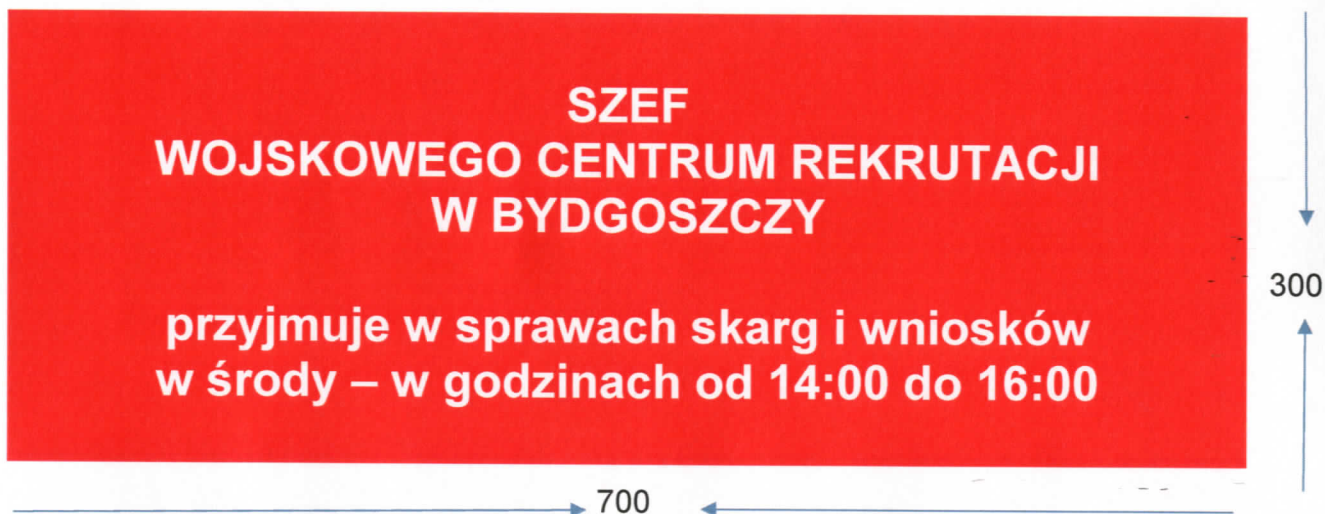 SZEF
WOJSKOWEGO CENTRUM REKRUTACJI
W BYDGOSZCZY
przyjmuje w sprawach skarg i wniosków
w środy – w godzinach od 14:00 do 16:00
300
700